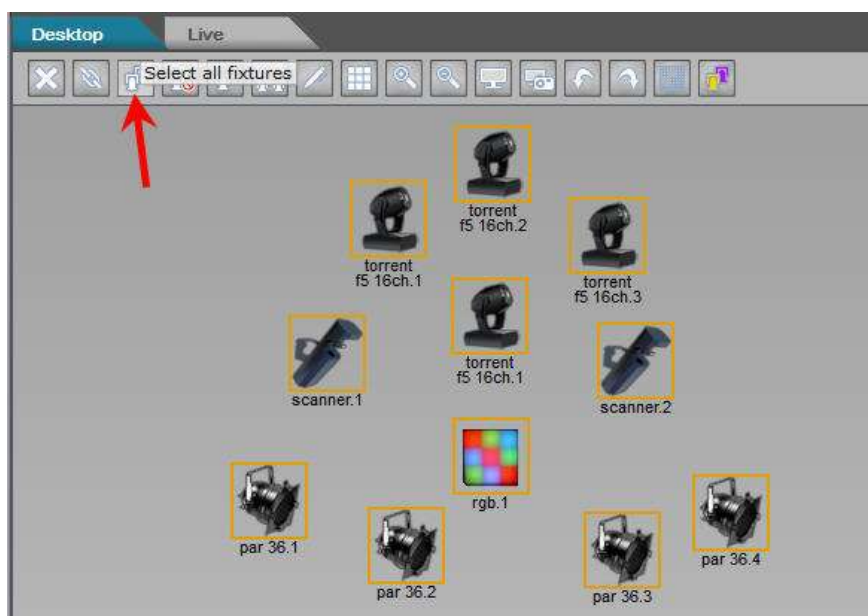 Desktop
Live
Select all fixtures
torrent
f5 16ch.2
torrent
f5 16ch.1
torrent
f5 16ch.3
torrent
f5 16ch.1
scanner.1
scanner.2
rgb.1
par 36.1
par 36.2
par 36.3
par 36.4